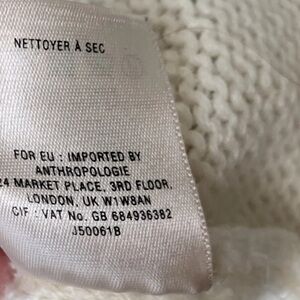 NETTOYER À SEC
FOR EU : IMPORTED BY
ANTHROPOLOGIE
24 MARKET PLACE, 3RD FLOOR,
LONDON, UK W1W8AN
CIF : VAT No. GB 684936382
J50061B